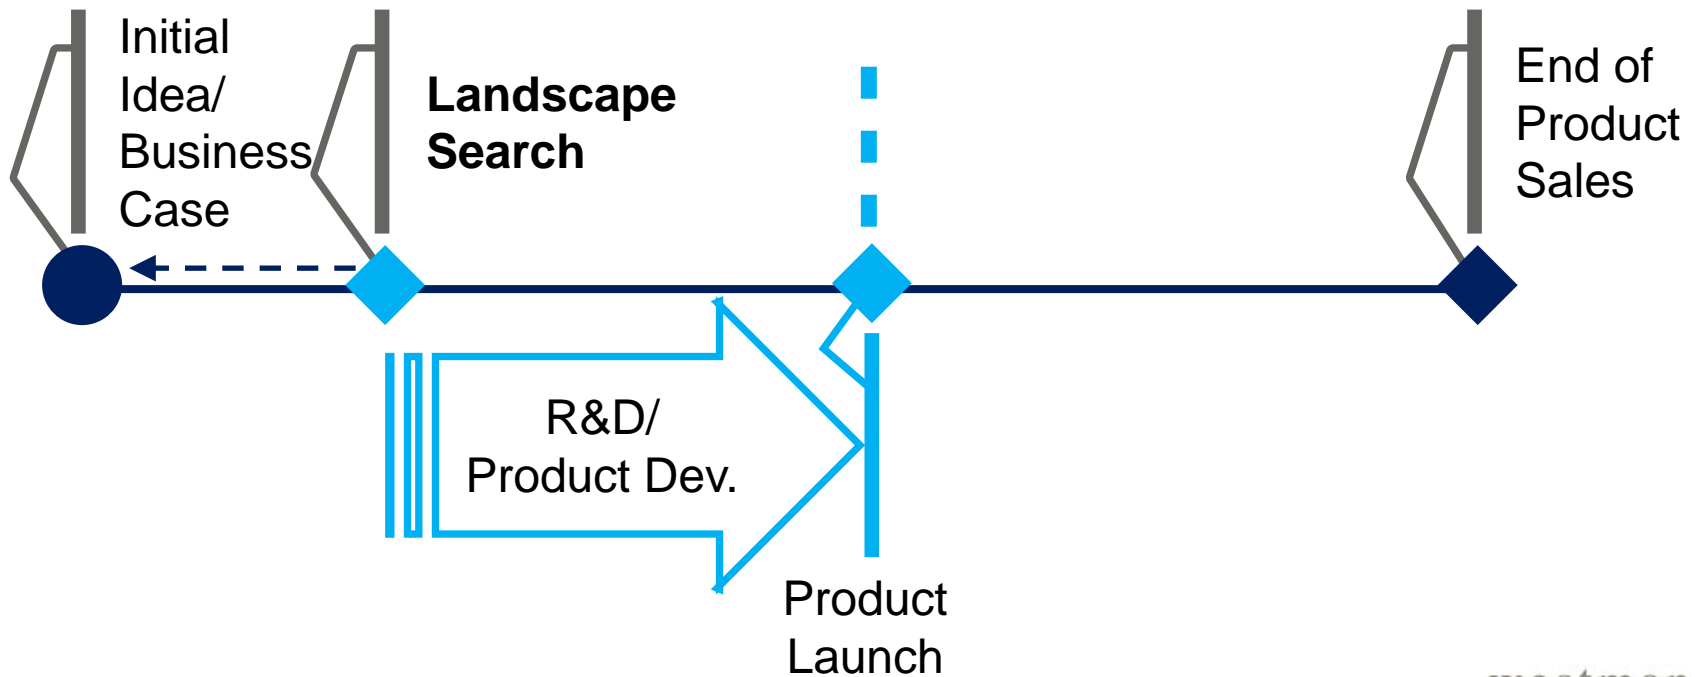 Initial
Idea/
Business
Case
Landscape
Search
End of
Product
Sales
R&D/
Product Dev.
Product
Launch